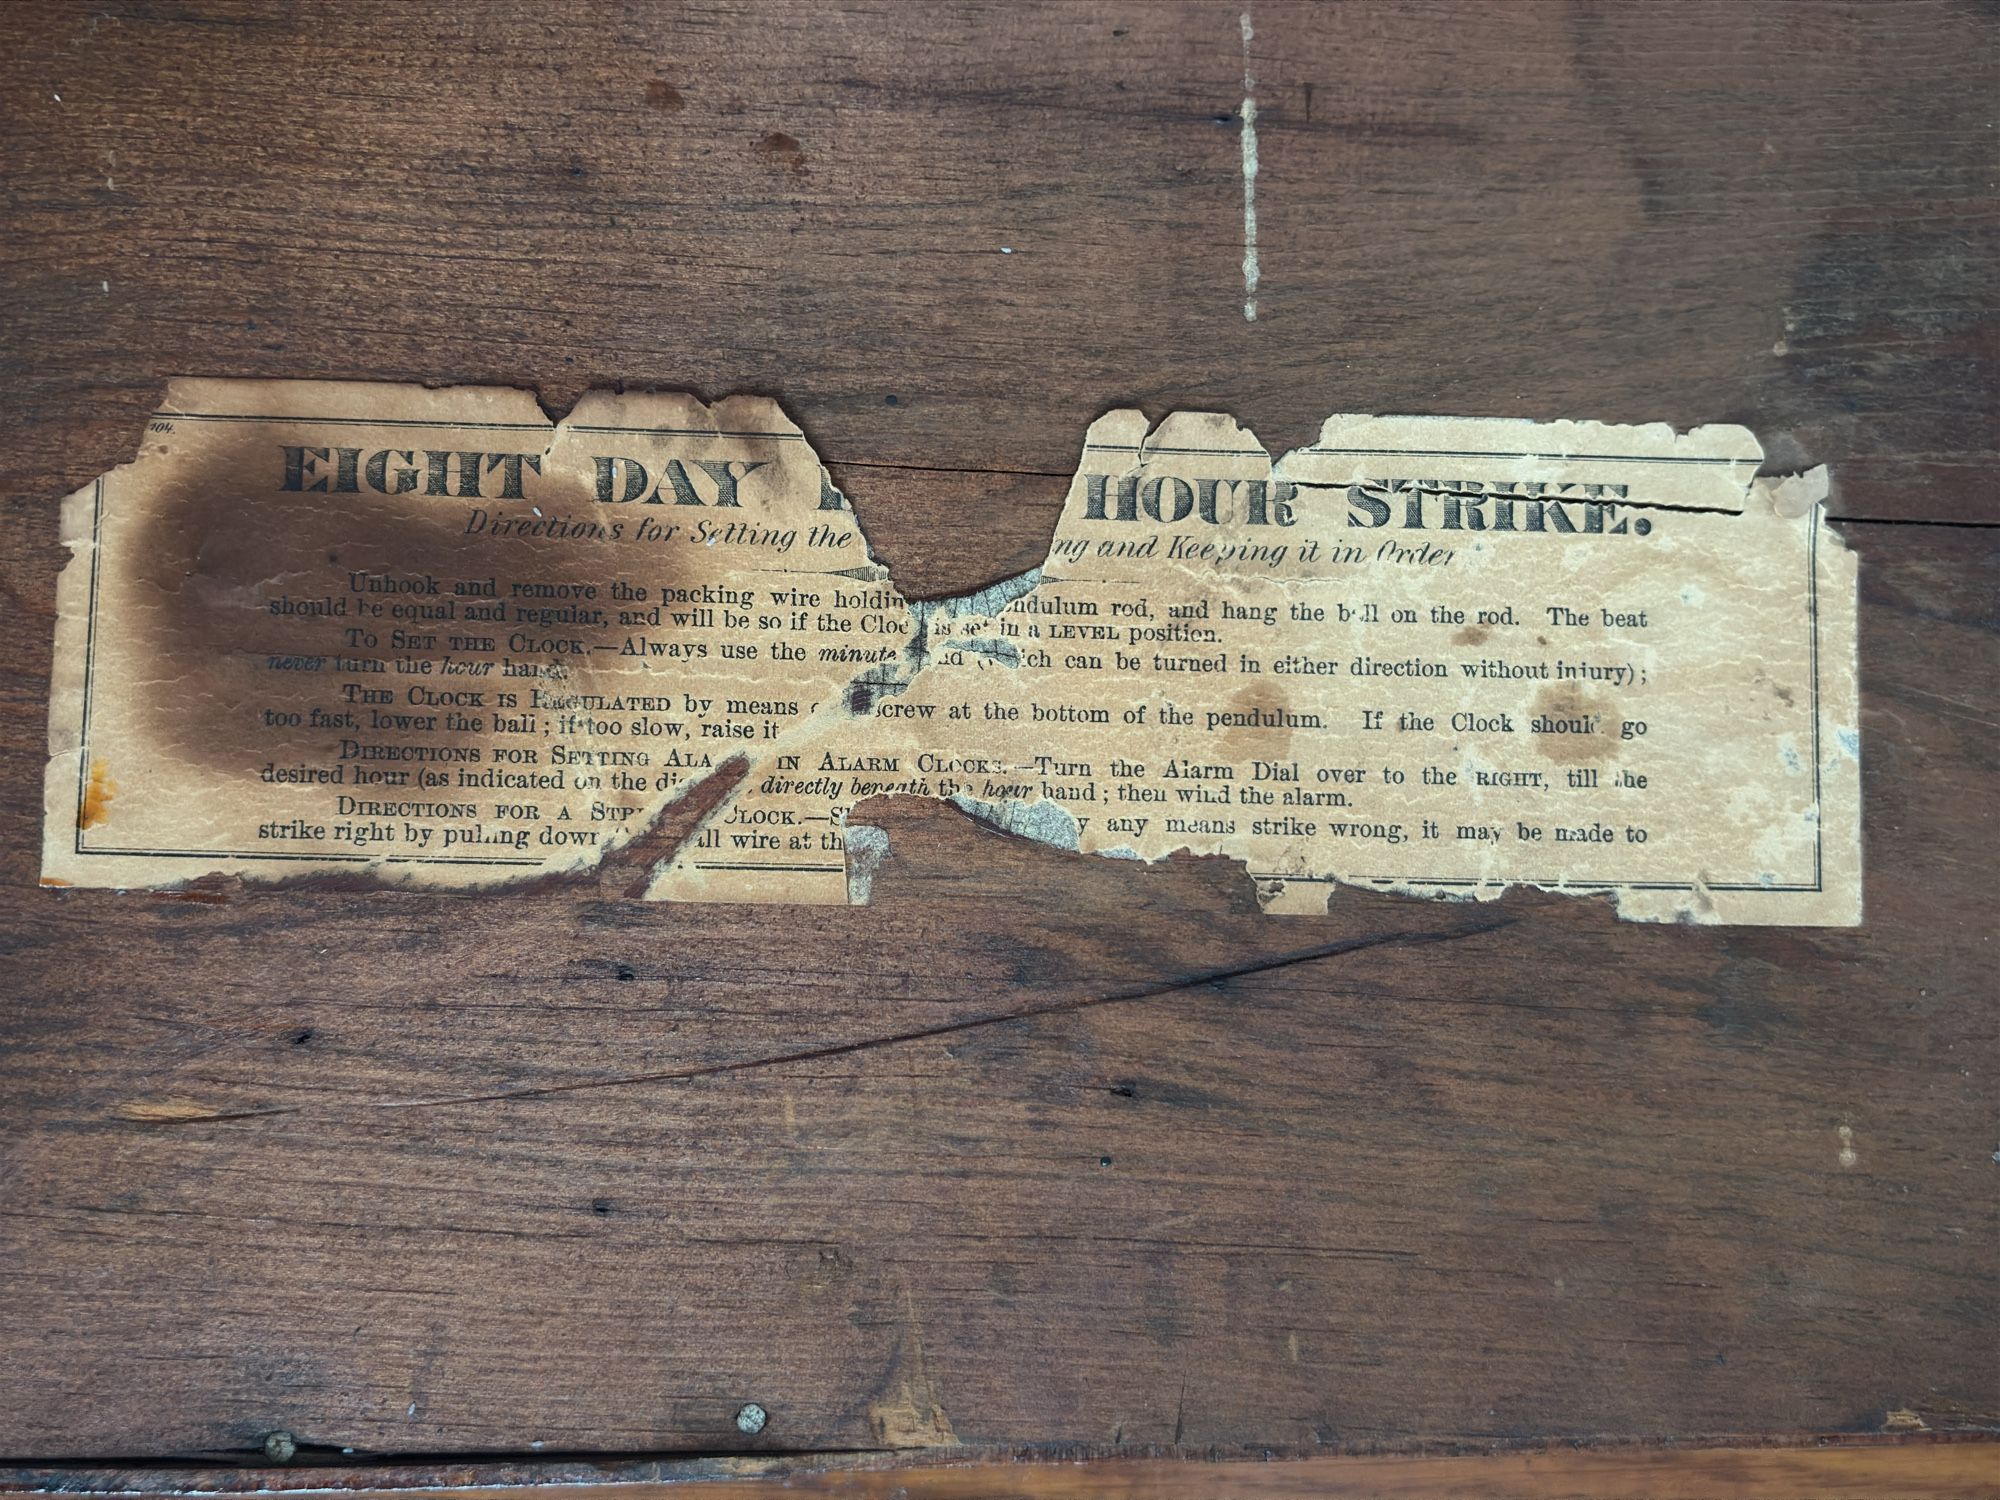 104.
EIGHT DAY HOUR STRIKE.
Directions for Setting the and Keeping it in Order
Unhook and remove the packing wire rod, and hang the ball on the rod. The beat
should be equal and regular, and will be so if the is set in a LEVEL position.
TO SET THE CLOCK.—Always use the minute can be turned in either direction without injury);
never turn the hour hand.
THE CLOCK IS REGULATED by means screw at the bottom of the pendulum. If the Clock should go
too fast, lower the ball; if too slow, raise it
DIRECTIONS FOR SETTING IN ALARM CLOCKS.—Turn the Alarm Dial over to the RIGHT, till the
desired hour (as indicated on the directly beneath the hour hand; then wind the alarm.
DIRECTIONS FOR A CLOCK.— any means strike wrong, it may be made to
strike right by pulling down wire at